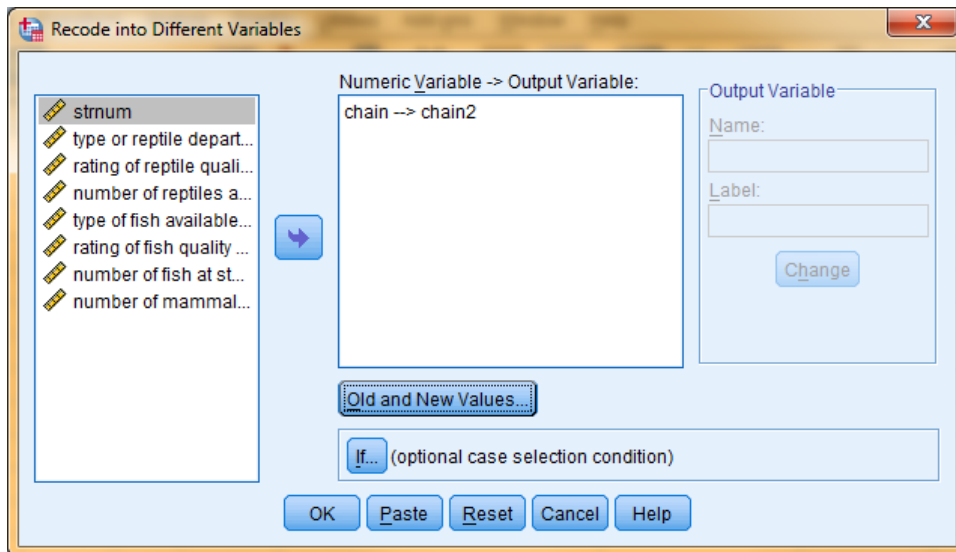 Recode into Different Variables
strnum
type or reptile depart...
rating of reptile quali...
number of reptiles a...
type of fish available...
rating of fish quality ...
number of fish at st...
number of mammal...
Numeric Variable -> Output Variable:
chain --> chain2
Output Variable
Name:
Label:
Change
Old and New Values...
If... (optional case selection condition)
OK
Paste
Reset
Cancel
Help